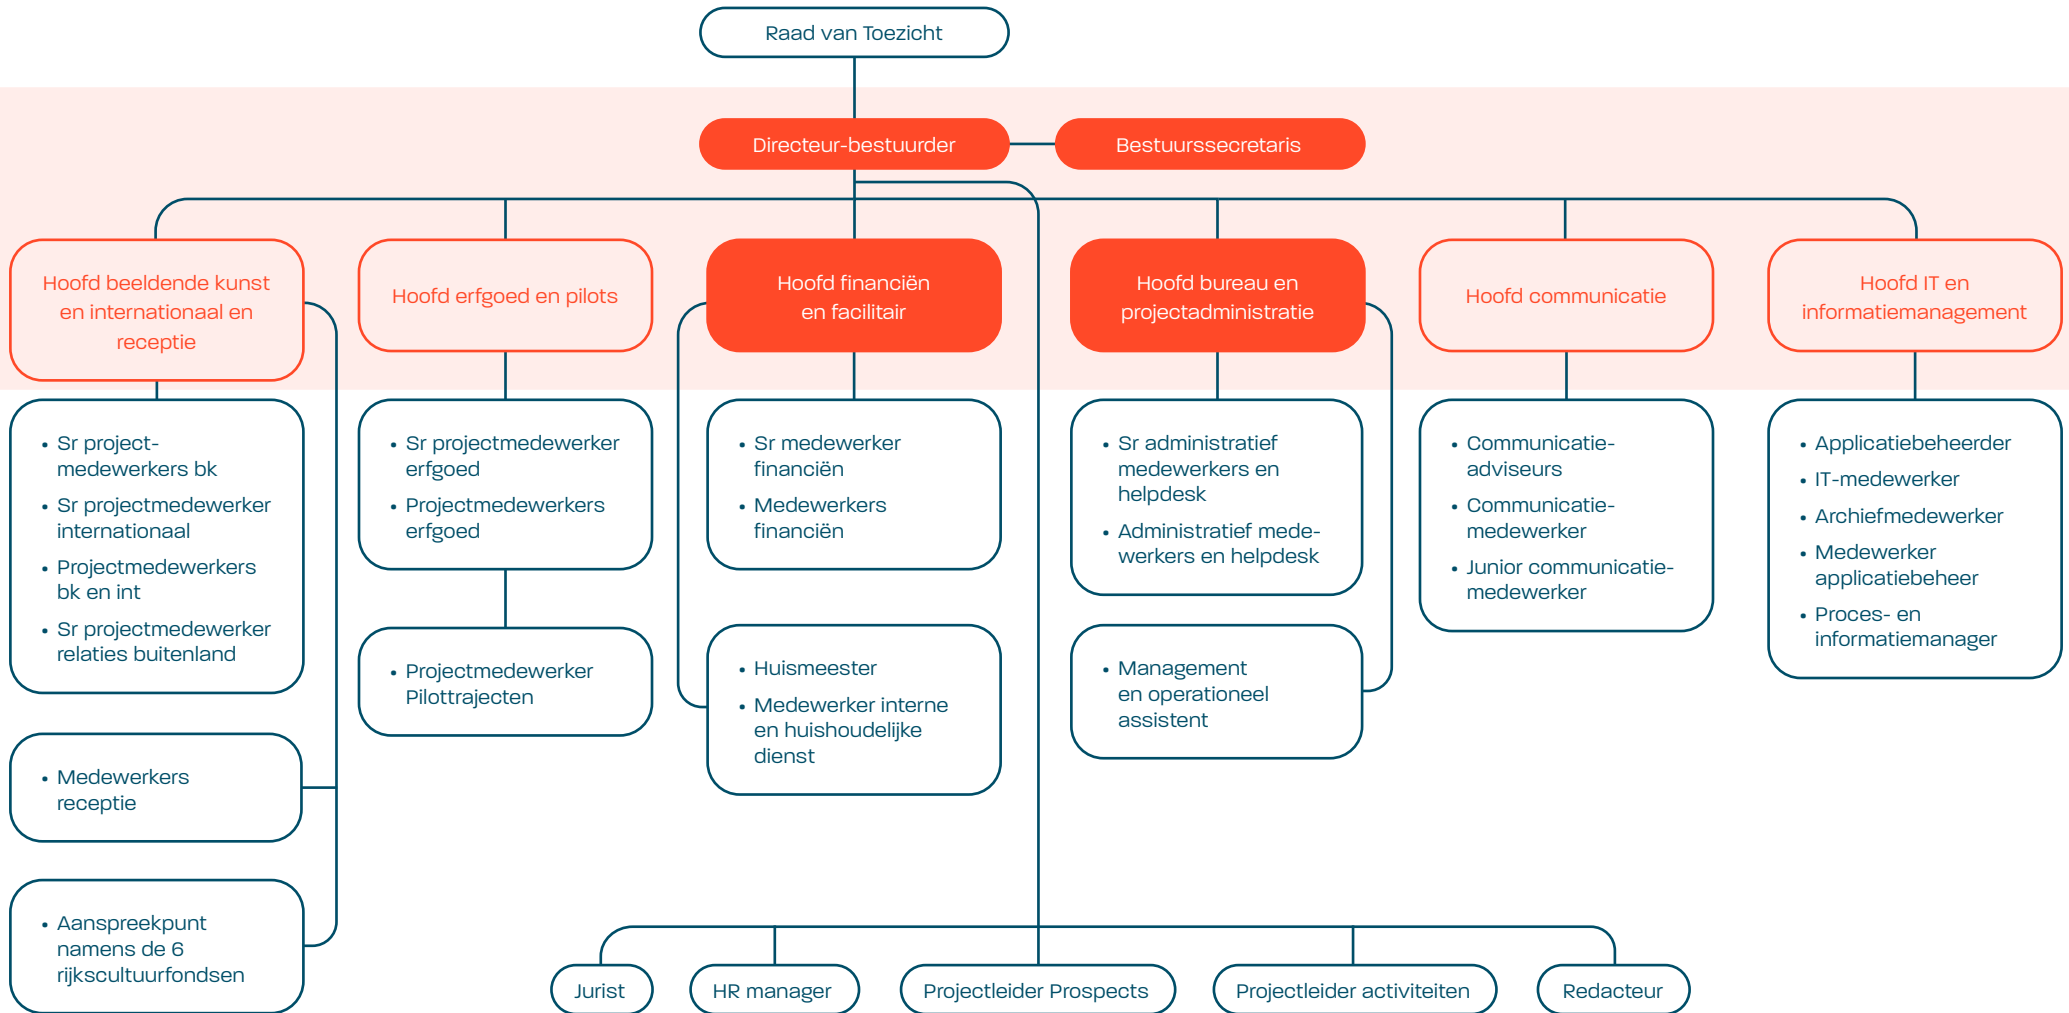 Raad van Toezicht
Directeur-bestuurder
Bestuurssecretaris
Hoofd beeldende kunst
en internationaal en
receptie
Hoofd erfgoed en pilots
Hoofd financiën
en facilitair
Hoofd bureau en
projectadministratie
Hoofd communicatie
Hoofd IT en
informatiemanagement
• Sr project-
medewerkers bk
• Sr projectmedewerker
internationaal
• Projectmedewerkers
bk en int
• Sr projectmedewerker
relaties buitenland
• Medewerkers
receptie
• Aanspreekpunt
namens de 6
rijkscultuurfondsen
• Sr projectmedewerker
erfgoed
• Projectmedewerkers
erfgoed
• Projectmedewerker
Pilottrajecten
• Sr medewerker
financiën
• Medewerkers
financiën
• Huismeester
• Medewerker interne
en huishoudelijke
dienst
• Sr administratief
medewerkers en
helpdesk
• Administratief mede-
werkers en helpdesk
• Management
en operationeel
assistent
• Communicatie-
adviseurs
• Communicatie-
medewerker
• Junior communicatie-
medewerker
• Applicatiebeheerder
• IT-medewerker
• Archiefmedewerker
• Medewerker
applicatiebeheer
• Proces- en
informatiemanager
Jurist
HR manager
Projectleider Prospects
Projectleider activiteiten
Redacteur